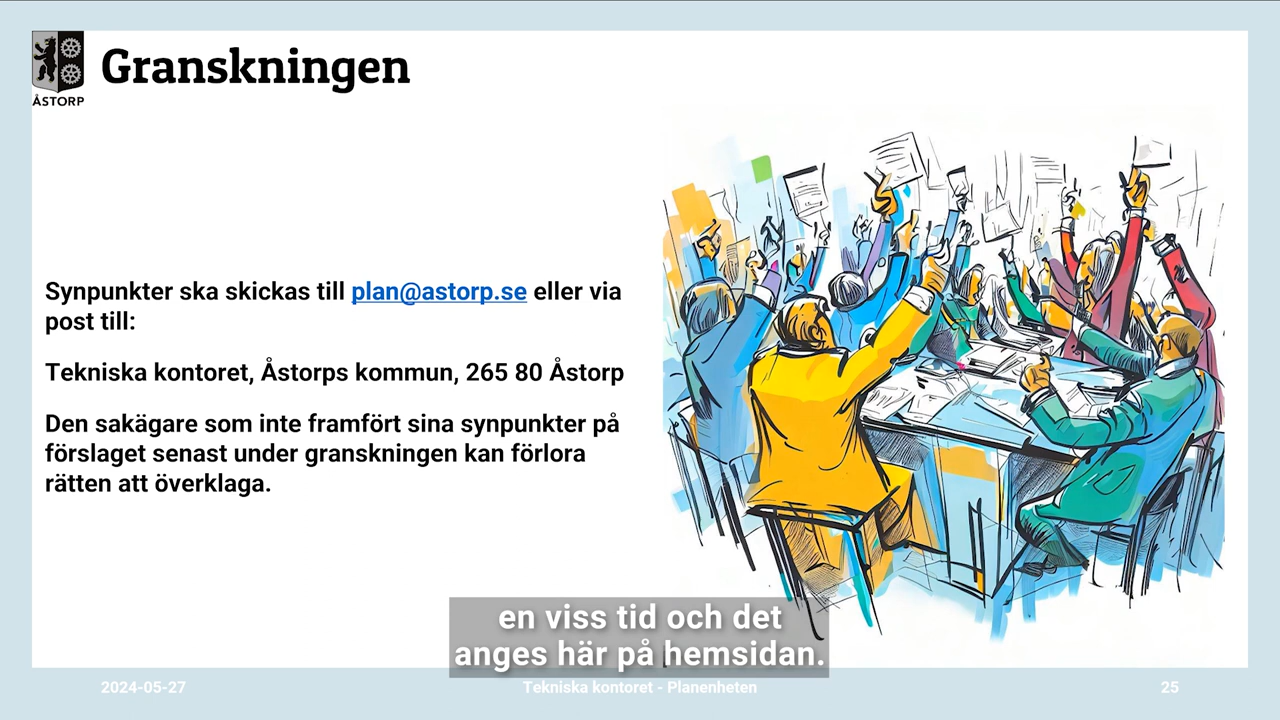 ÅSTORP
Granskningen
Synpunkter ska skickas till plan@astorp.se eller via
post till:
Tekniska kontoret, Åstorps kommun, 265 80 Åstorp
Den sakägare som inte framfört sina synpunkter på
förslaget senast under granskningen kan förlora
rätten att överklaga.
en viss tid och det
anges här på hemsidan.
2024-05-27
Tekniska kontoret - Planenheten
25